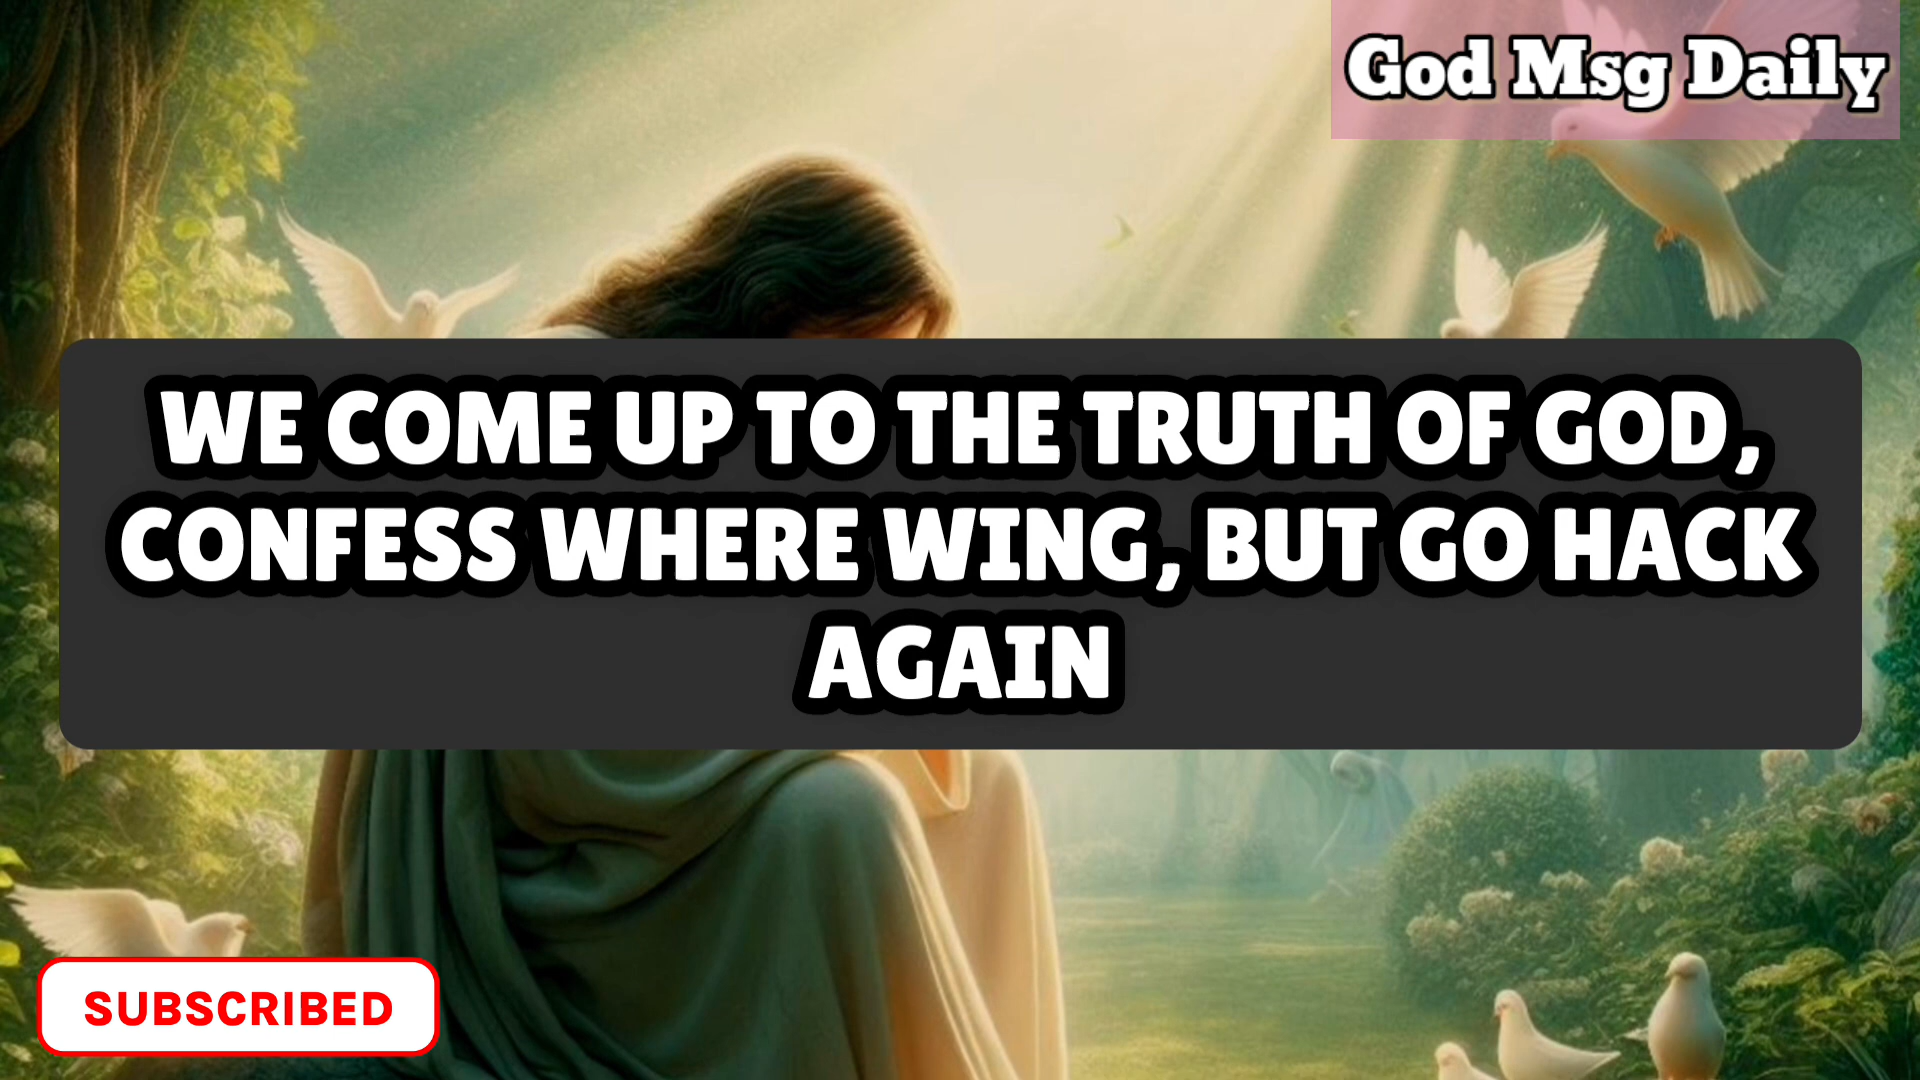 God Msg Daily
WE COME UP TO THE TRUTH OF GOD,
CONFESS WHERE WING, BUT GO HACK
AGAIN
SUBSCRIBED